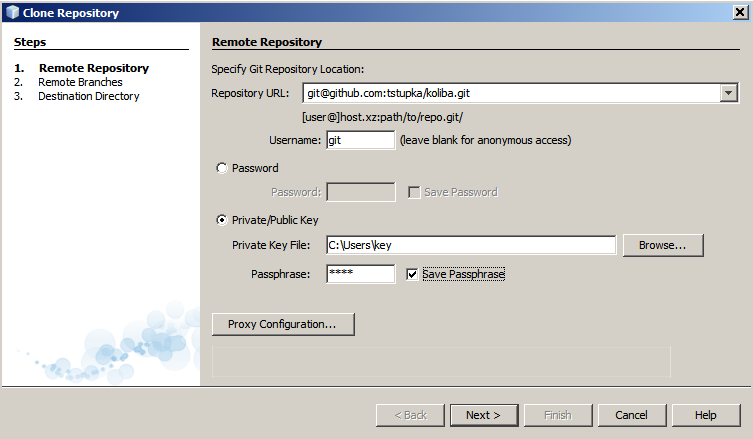 Clone Repository
Steps
1. Remote Repository
2. Remote Branches
3. Destination Directory
Remote Repository
Specify Git Repository Location:
Repository URL: git@github.com:tstupka/koliba.git
[user@]host.xz:path/to/repo.git/
Username: git (leave blank for anonymous access)
Password
Password: Save Password
Private/Public Key
Private Key File: C:\Users\key Browse...
Passphrase: **** Save Passphrase
Proxy Configuration...
< Back Next > Finish Cancel Help